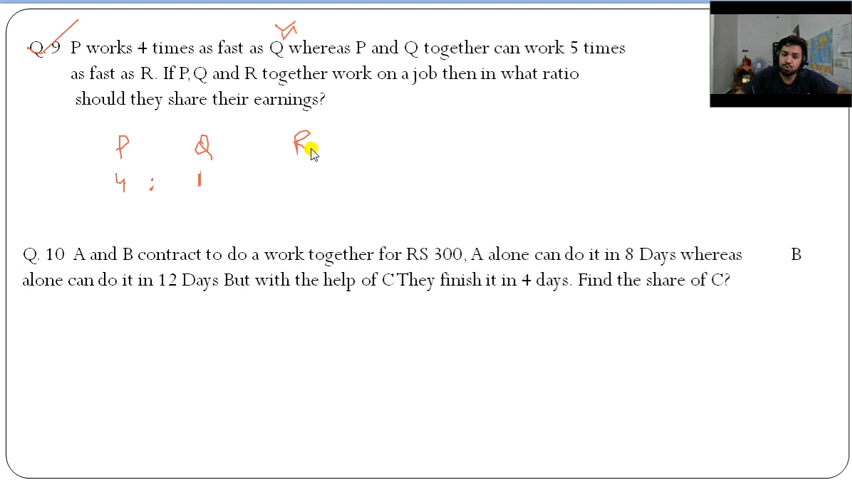 Q. 9 P works 4 times as fast as Q whereas P and Q together can work 5 times
as fast as R. If P,Q and R together work on a job then in what ratio
should they share their earnings?
P Q R
4 : 1
Q. 10 A and B contract to do a work together for RS 300, A alone can do it in 8 Days whereas B
alone can do it in 12 Days But with the help of C They finish it in 4 days. Find the share of C?